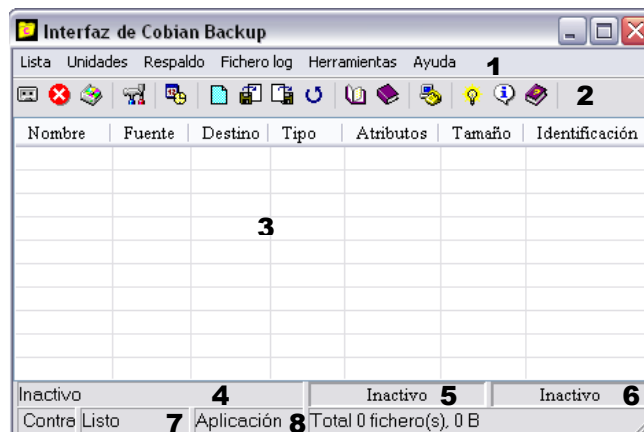 Interfaz de Cobian Backup
Lista Unidades Respaldo Fichero log Herramientas Ayuda 1
2
Nombre Fuente Destino Tipo Atributos Tamaño Identificación
3
Inactivo 4 Inactivo 5 Inactivo 6
Contra Listo 7 Aplicación 8 Total 0 fichero(s), 0 B